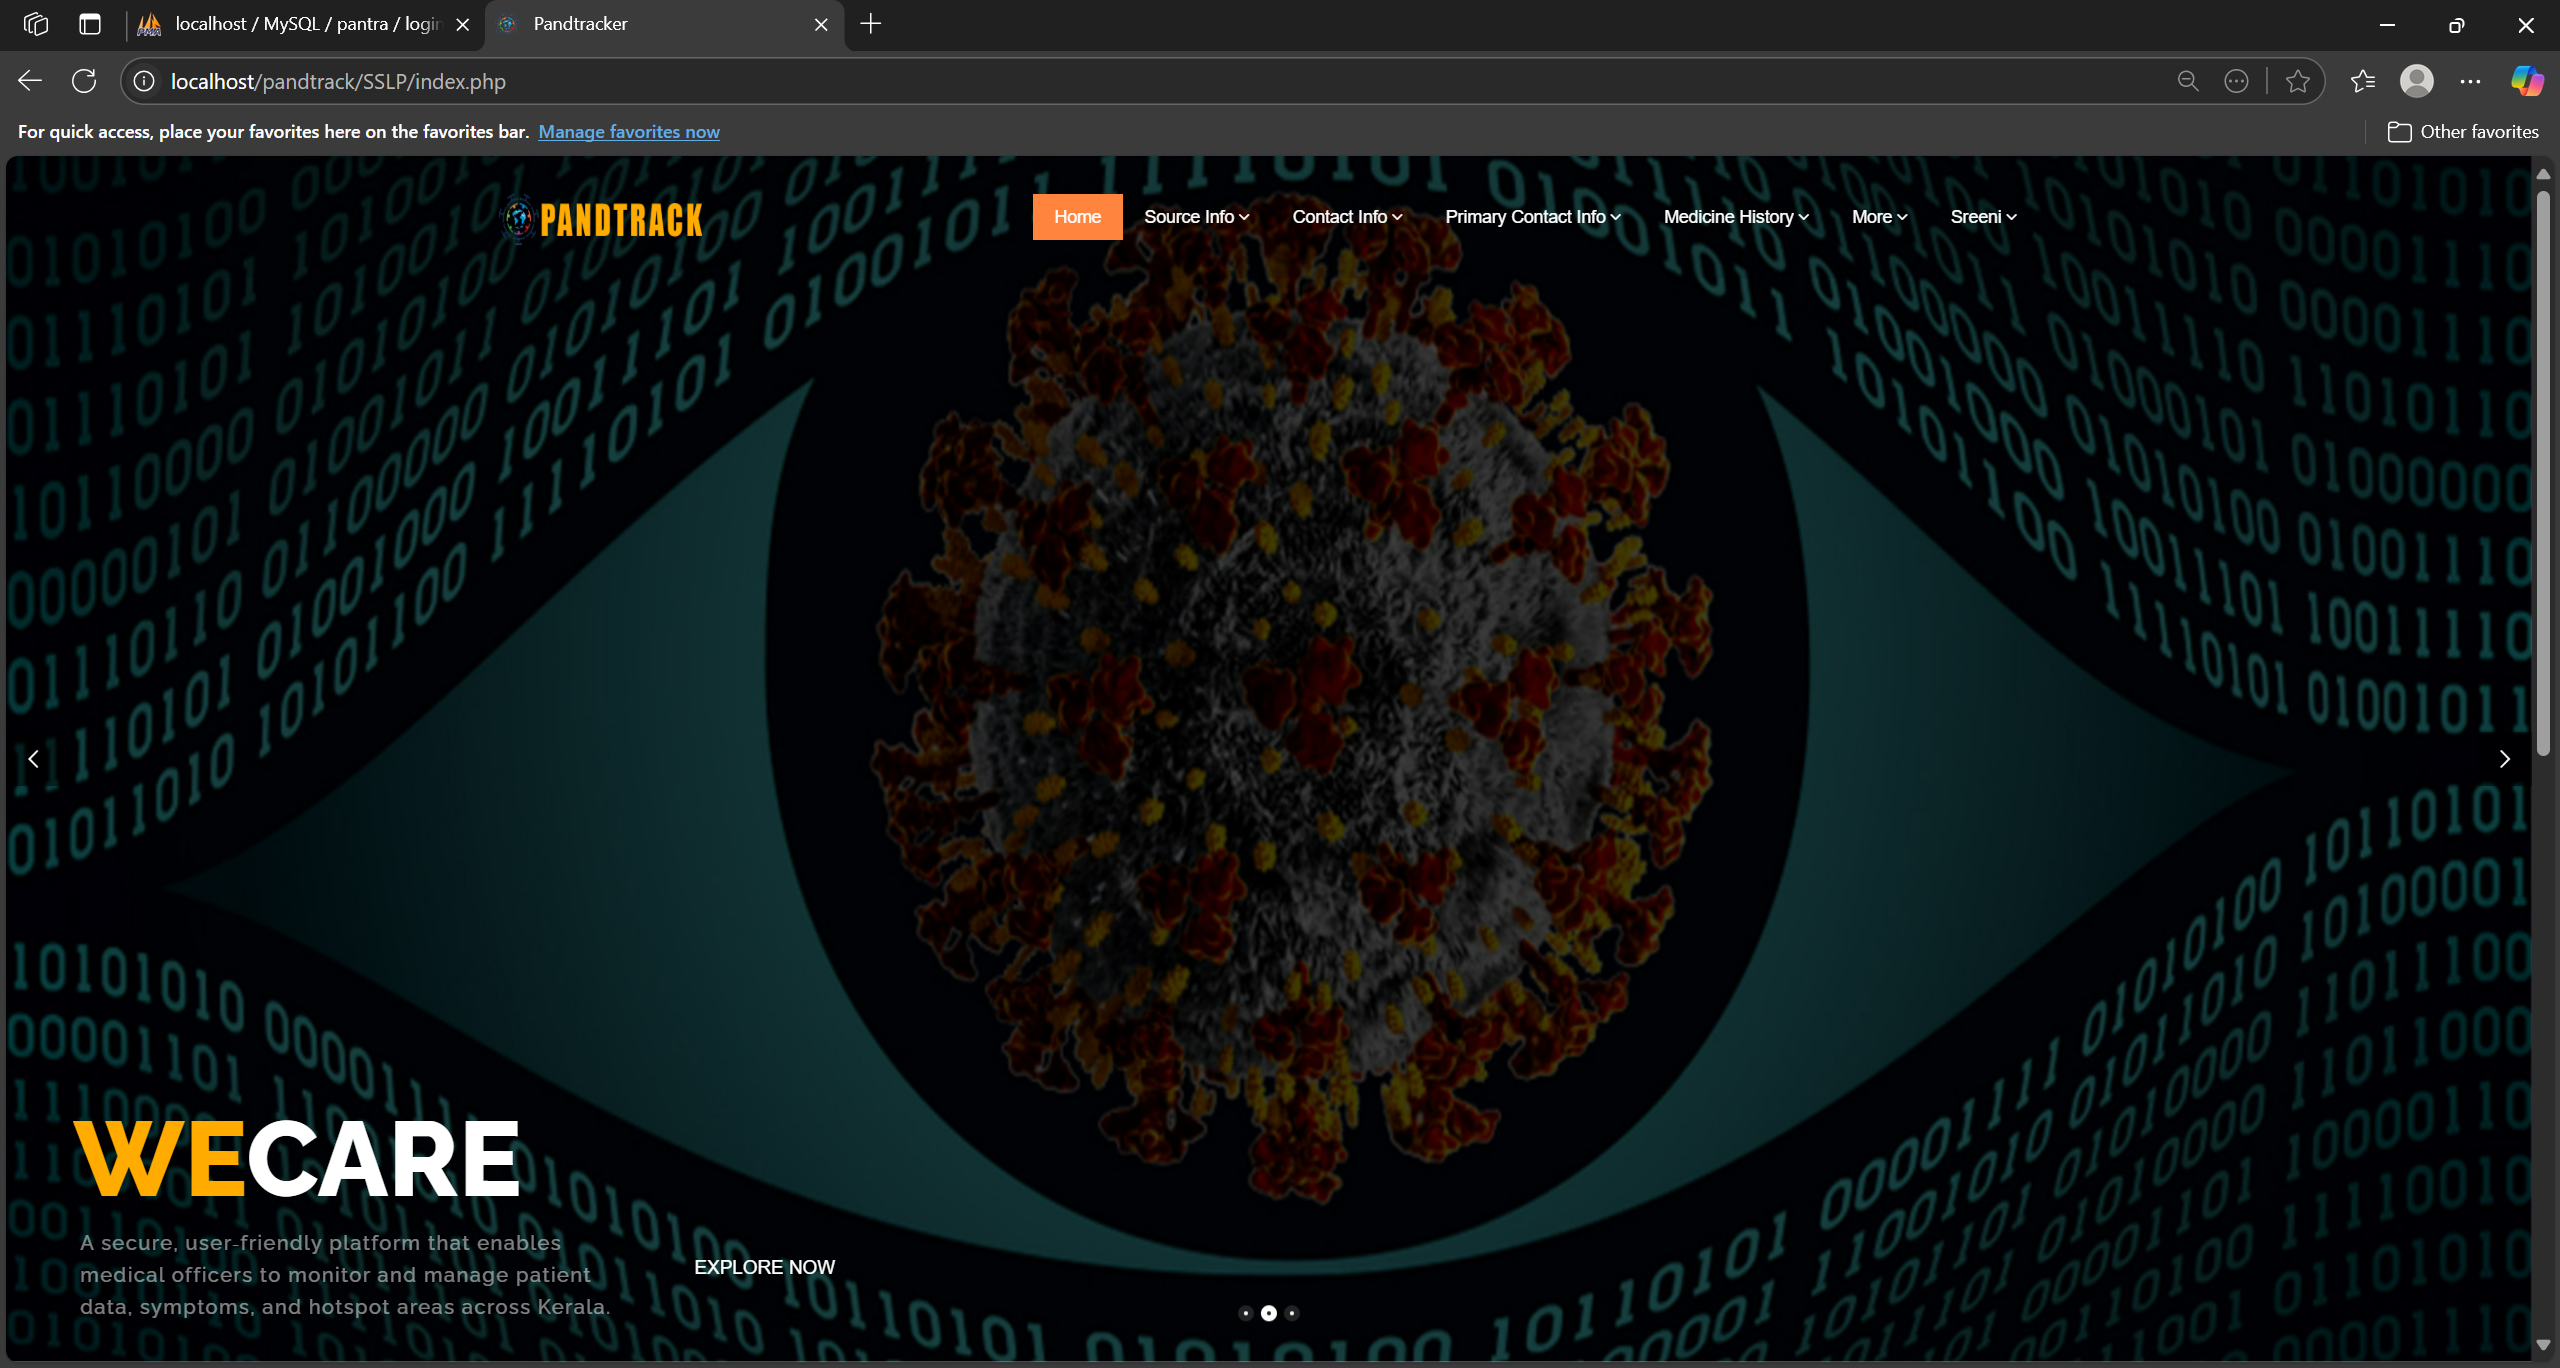 localhost / MySQL / pantra / login
Pandtracker
localhost/pandtrack/SSLP/index.php
For quick access, place your favorites here on the favorites bar. Manage favorites now
Other favorites
PANDTRACK
Home Source Info Contact Info Primary Contact Info Medicine History More Sreeni
WECARE
A secure, user-friendly platform that enables
medical officers to monitor and manage patient
data, symptoms, and hotspot areas across Kerala.
EXPLORE NOW